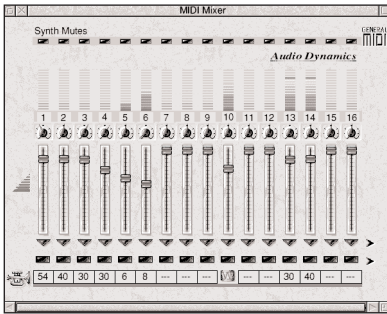 MIDI Mixer
Synth Mutes
GENERAL
MIDI
Audio Dynamics
1 2 3 4 5 6 7 8 9 10 11 12 13 14 15 16
54 40 30 30 6 8 --- --- --- --- --- 30 40 --- ---